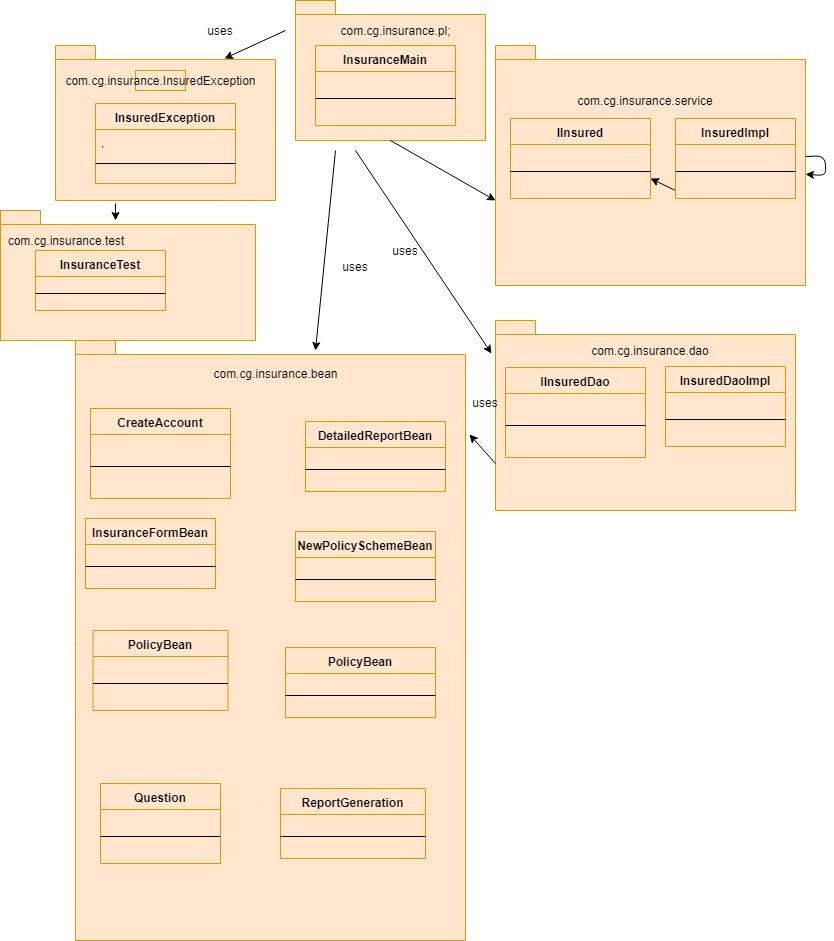 uses
com.cg.insurance.pl;
InsuranceMain
com.cg.insurance.InsuredException
InsuredException
.
com.cg.insurance.service
IInsured
InsuredImpl
com.cg.insurance.test
InsuranceTest
uses
uses
com.cg.insurance.dao
IInsuredDao
InsuredDaoImpl
uses
com.cg.insurance.bean
CreateAccount
DetailedReportBean
InsuranceFormBean
NewPolicySchemeBean
PolicyBean
PolicyBean
Question
ReportGeneration